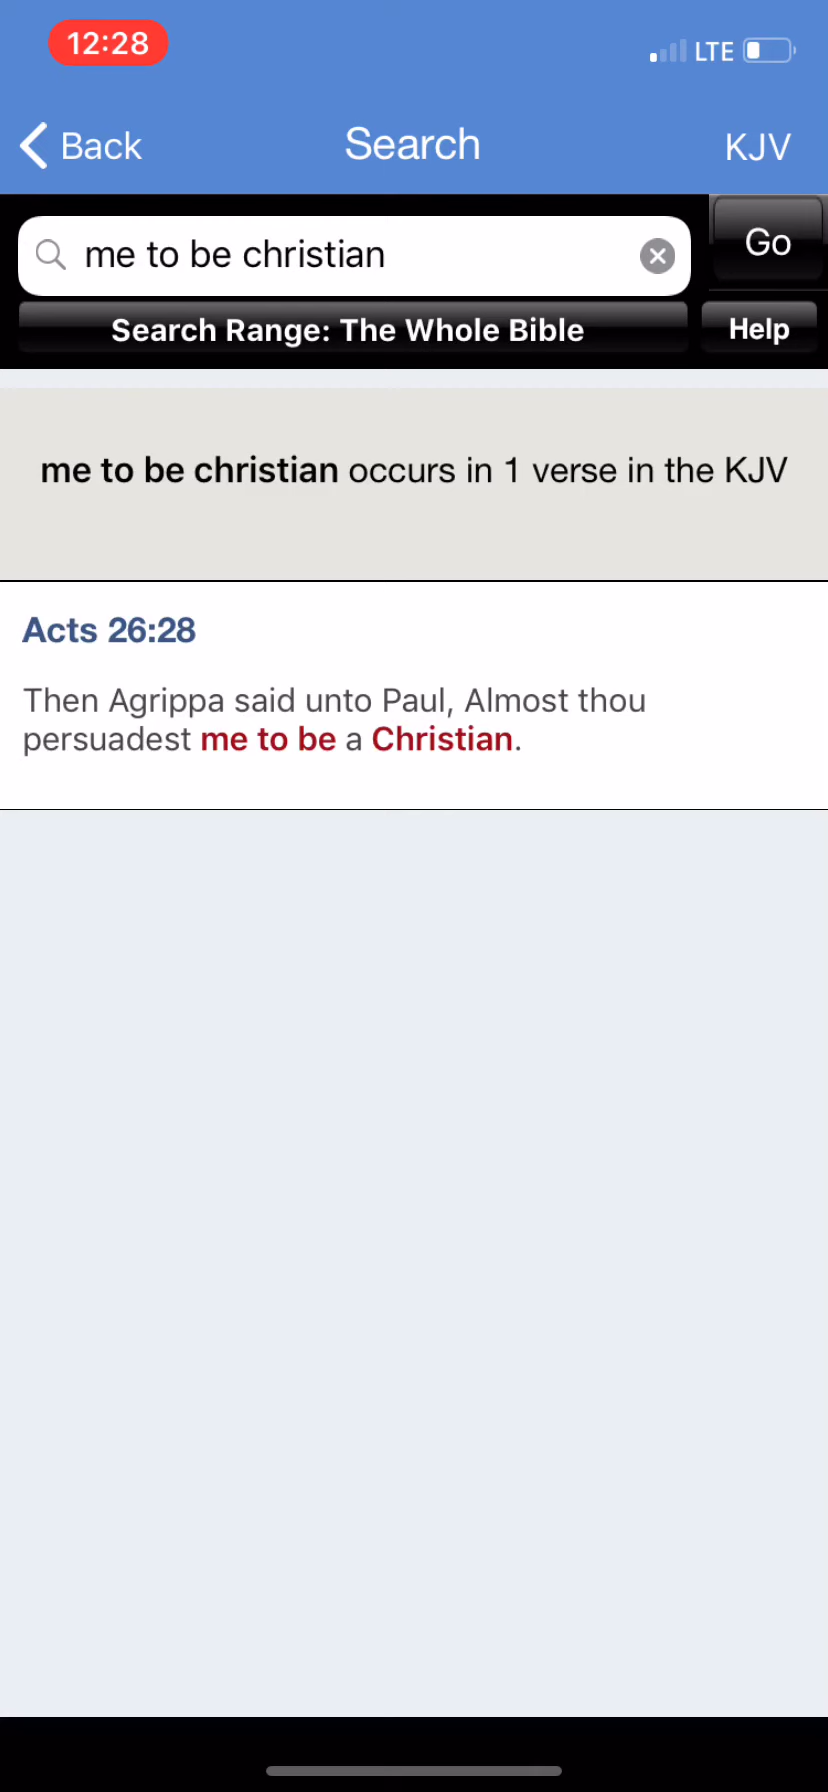 12:28
LTE
Back
Search
KJV
me to be christian
Go
Search Range: The Whole Bible
Help
me to be christian occurs in 1 verse in the KJV
Acts 26:28
Then Agrippa said unto Paul, Almost thou
persuadest me to be a Christian.